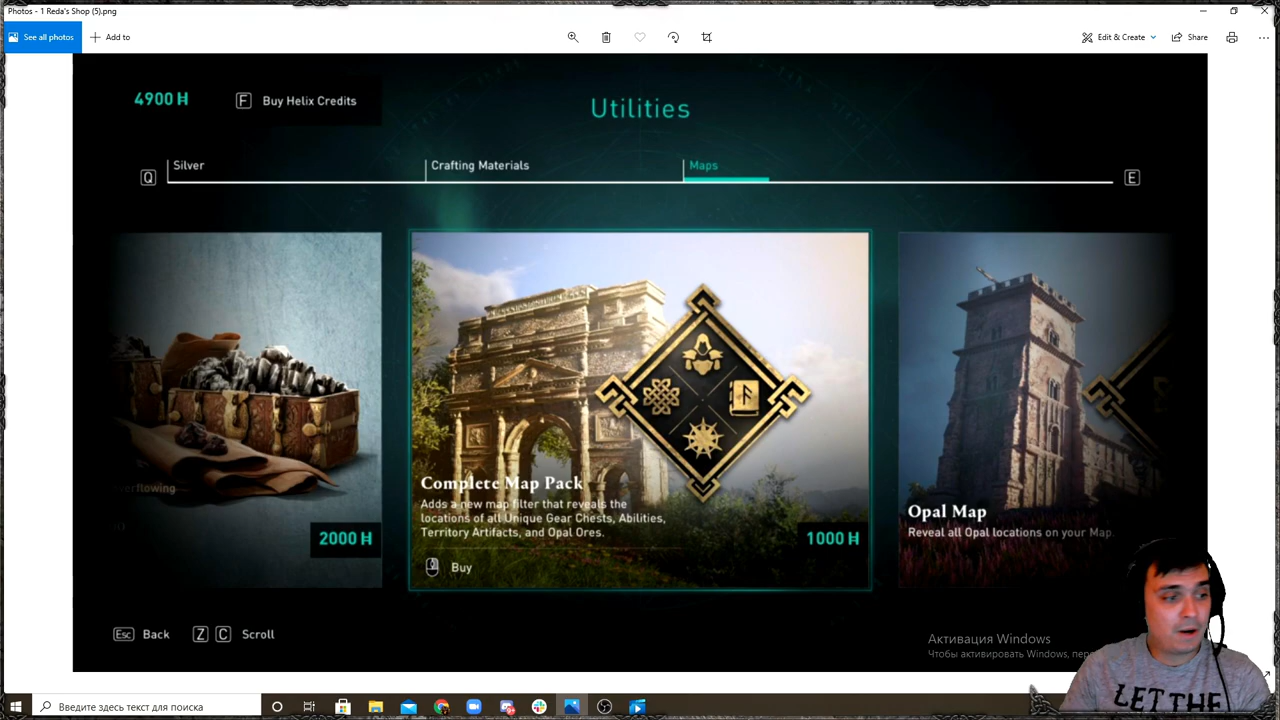 Photos - 1 Reda's Shop (5).png
See all photos
Add to
Edit & Create
Share
4900 H
F Buy Helix Credits
Utilities
Q
Silver
Crafting Materials
Maps
E
2000 H
Complete Map Pack
Adds a new map filter that reveals the
locations of all Unique Gear Chests, Abilities,
Territory Artifacts, and Opal Ores.
1000 H
Buy
Opal Map
Reveal all Opal locations on your Map.
Esc Back
Z C Scroll
Активация Windows
Чтобы активировать Windows,
LET THE
Введите здесь текст для поиска